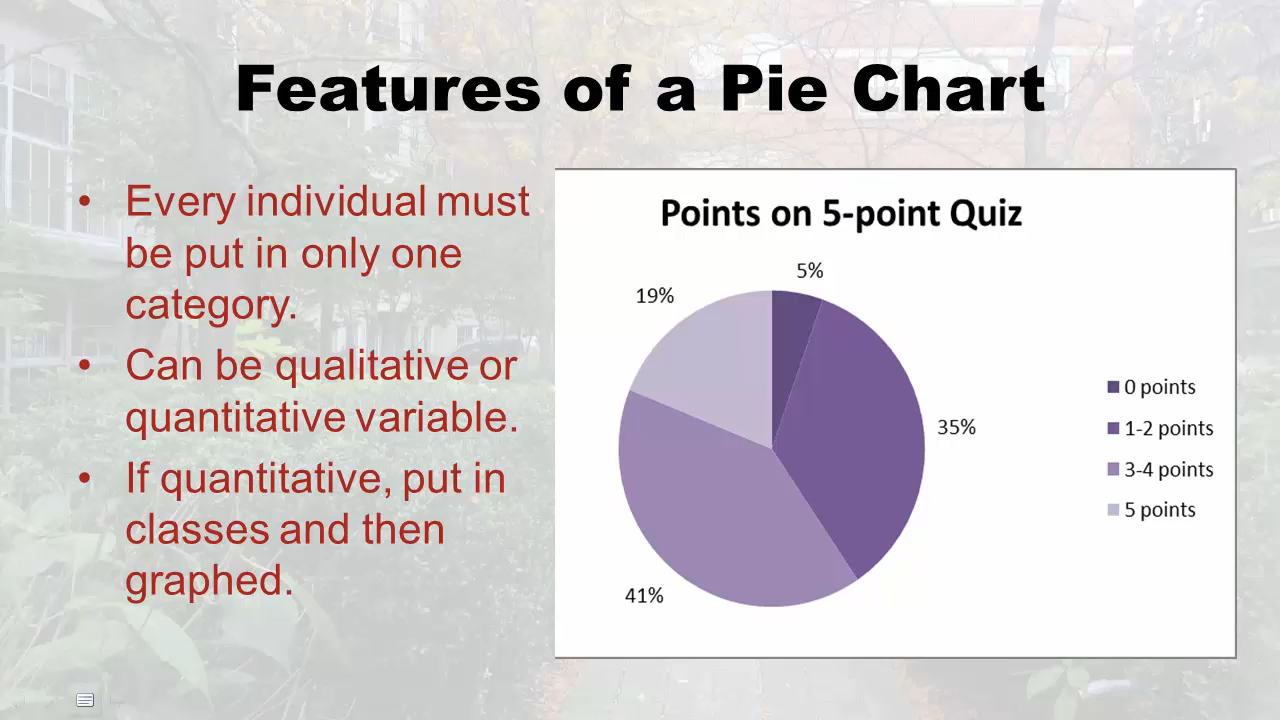 Features of a Pie Chart
• Every individual must
be put in only one
category.
• Can be qualitative or
quantitative variable.
• If quantitative, put in
classes and then
graphed.
Points on 5-point Quiz
5%
19%
35%
41%
0 points
1-2 points
3-4 points
5 points